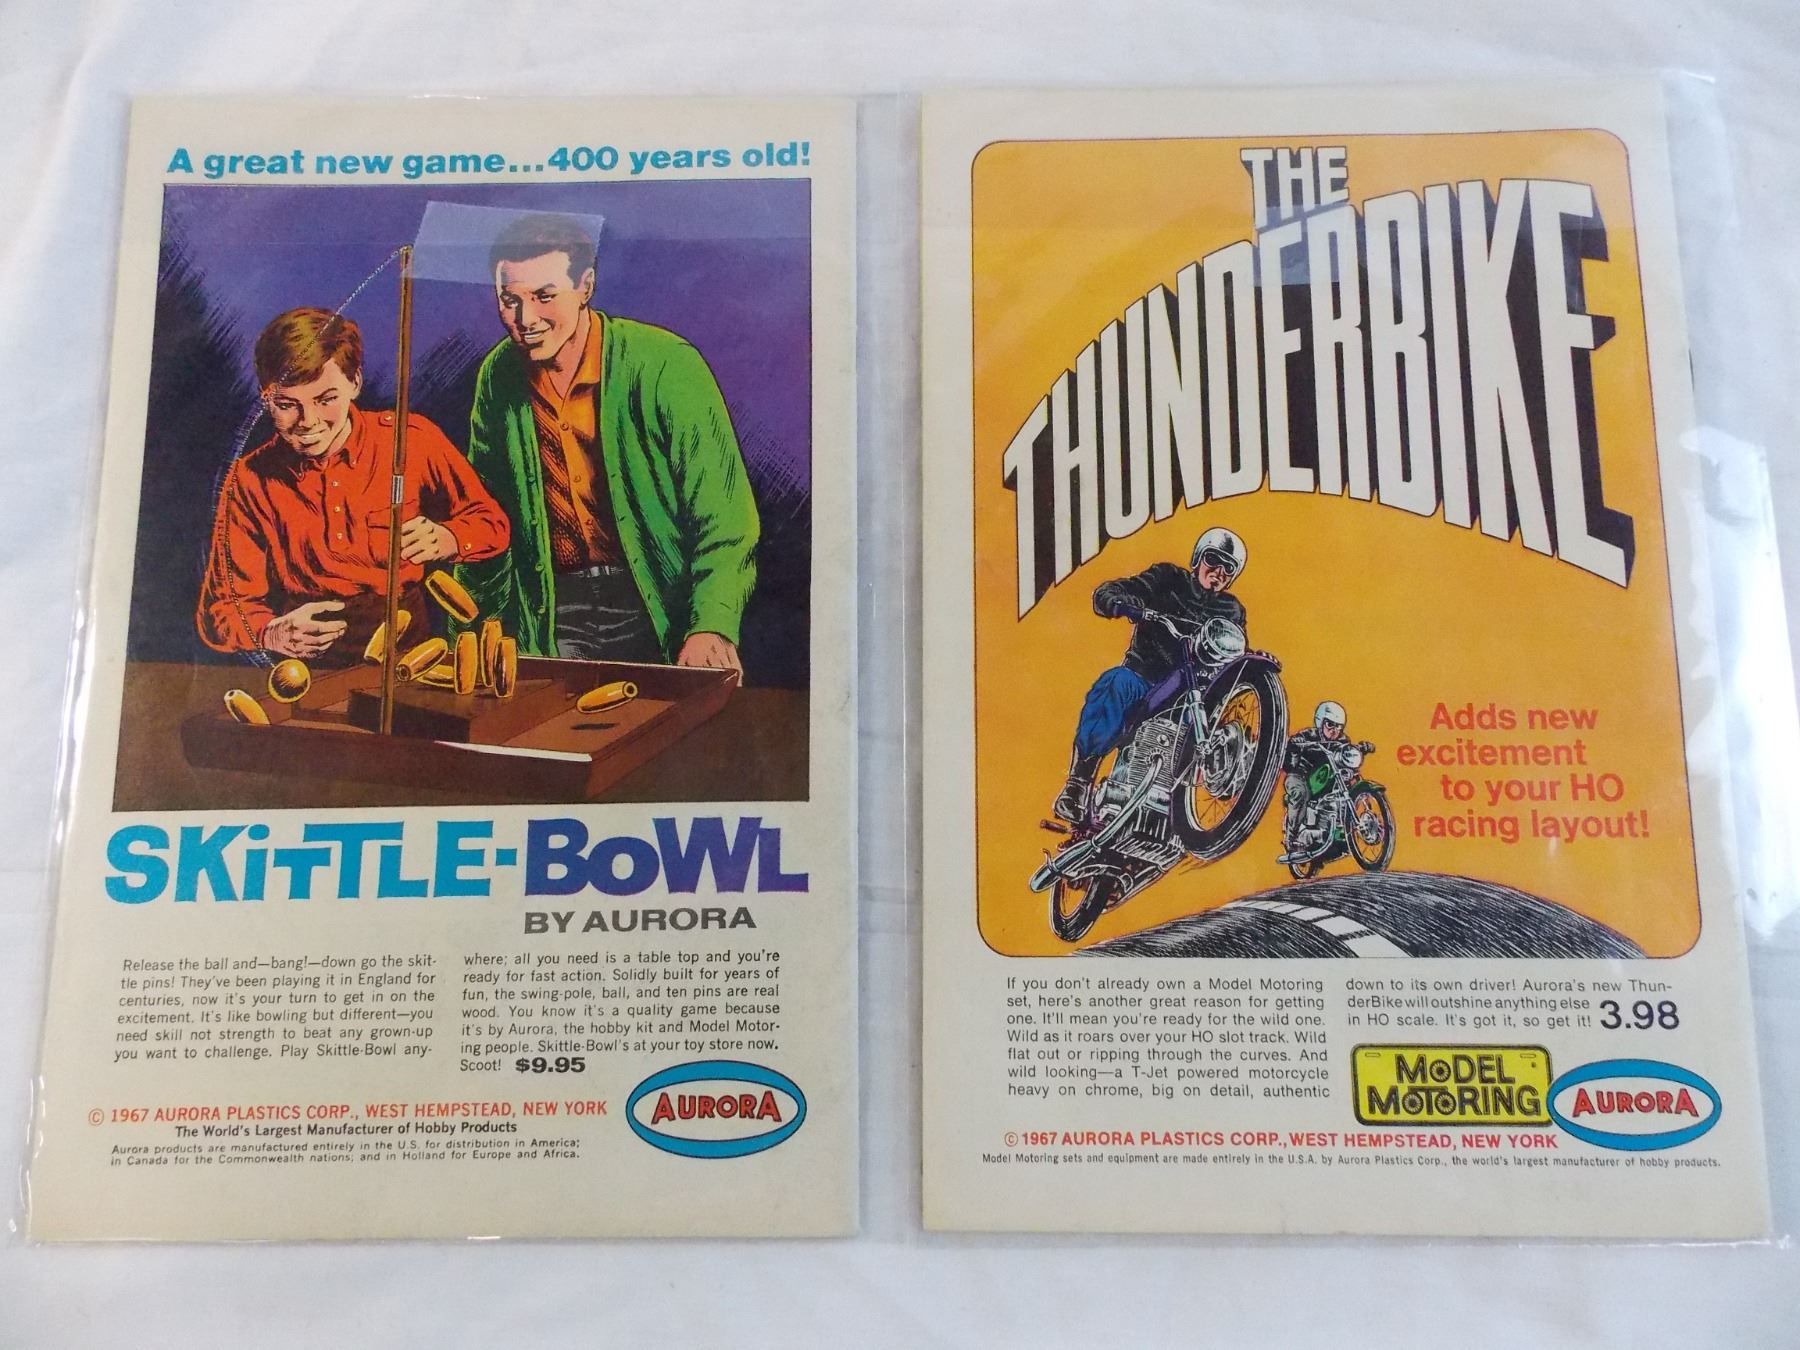 A great new game...400 years old!
SKiTTLE-BoWL
BY AURORA
Release the ball and—bang!—down go the skit-
tle pins! They've been playing it in England for
centuries, now it's your turn to get in on the
excitement. It's like bowling but different—you
need skill not strength to beat any grown-up
you want to challenge. Play Skittle-Bowl any-
where; all you need is a table top and you're
ready for fast action. Solidly built for years of
fun, the swing-pole, ball, and ten pins are real
wood. You know it's a quality game because
it's by Aurora, the hobby kit and Model Motor-
ing people. Skittle-Bowl's at your toy store now.
Scoot! $9.95
© 1967 AURORA PLASTICS CORP., WEST HEMPSTEAD, NEW YORK
The World's Largest Manufacturer of Hobby Products
Aurora products are manufactured entirely in the U.S. for distribution in America;
in Canada for the Commonwealth nations; and in Holland for Europe and Africa.
AURORA
THE
THUNDERBIKE
Adds new
excitement
to your HO
racing layout!
If you don't already own a Model Motoring
set, here's another great reason for getting
one. It'll mean you're ready for the wild one.
Wild as it roars over your HO slot track. Wild
flat out or ripping through the curves. And
wild looking—a T-Jet powered motorcycle
heavy on chrome, big on detail, authentic
down to its own driver! Aurora's new Thun-
derBike will outshine anything else
in HO scale. It's got it, so get it! 3.98
MODEL
MOTORING
AURORA
© 1967 AURORA PLASTICS CORP., WEST HEMPSTEAD, NEW YORK
Model Motoring sets and equipment are made entirely in the U.S.A. by Aurora Plastics Corp., the world's largest manufacturer of hobby products.